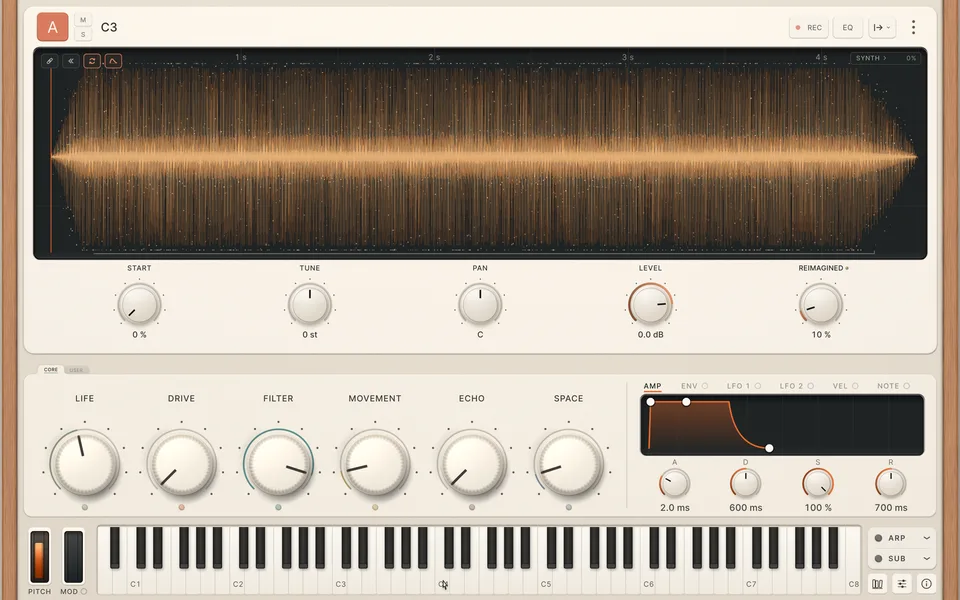 A M C3 REC EQ
S
1 s 2 s 3 s 4 s SYNTH > 0%
START TUNE PAN LEVEL REIMAGINED
0 % 0 st C 0.0 dB 10 %
CORE USER
LIFE DRIVE FILTER MOVEMENT ECHO SPACE
AMP ENV LFO 1 LFO 2 VEL NOTE
A D S R
2.0 ms 600 ms 100 % 700 ms
ARP
SUB
C1 C2 C3 C5 C6 C7 C8
PITCH MOD